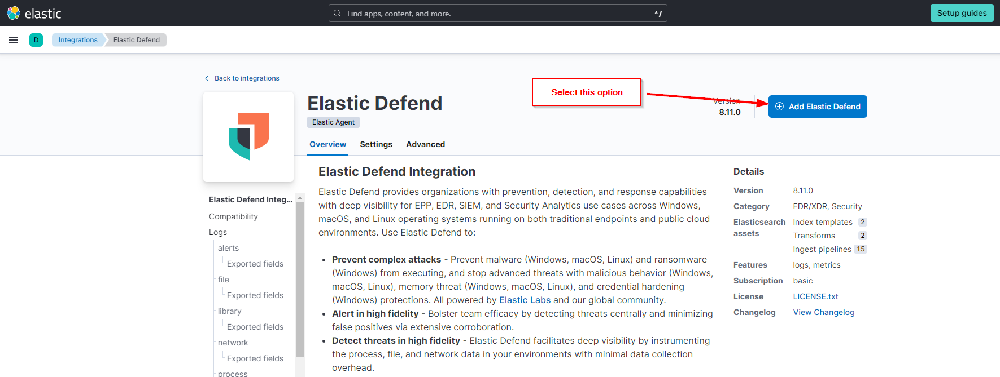 elastic
Find apps, content, and more.
^/
Setup guides
D
Integrations
Elastic Defend
Back to integrations
Elastic Defend
Elastic Agent
Select this option
Version
8.11.0
Add Elastic Defend
Overview
Settings
Advanced
Elastic Defend Integ...
Compatibility
Logs
alerts
Exported fields
file
Exported fields
library
Exported fields
network
Exported fields
process
Elastic Defend Integration
Elastic Defend provides organizations with prevention, detection, and response capabilities
with deep visibility for EPP, EDR, SIEM, and Security Analytics use cases across Windows,
macOS, and Linux operating systems running on both traditional endpoints and public cloud
environments. Use Elastic Defend to:
• Prevent complex attacks - Prevent malware (Windows, macOS, Linux) and ransomware
(Windows) from executing, and stop advanced threats with malicious behavior (Windows,
macOS, Linux), memory threat (Windows, macOS, Linux), and credential hardening
(Windows) protections. All powered by Elastic Labs and our global community.
• Alert in high fidelity - Bolster team efficacy by detecting threats centrally and minimizing
false positives via extensive corroboration.
• Detect threats in high fidelity - Elastic Defend facilitates deep visibility by instrumenting
the process, file, and network data in your environments with minimal data collection
overhead.
Details
Version 8.11.0
Category EDR/XDR, Security
Elasticsearch assets
Index templates 2
Transforms 2
Ingest pipelines 15
Features logs, metrics
Subscription basic
License LICENSE.txt
Changelog View Changelog